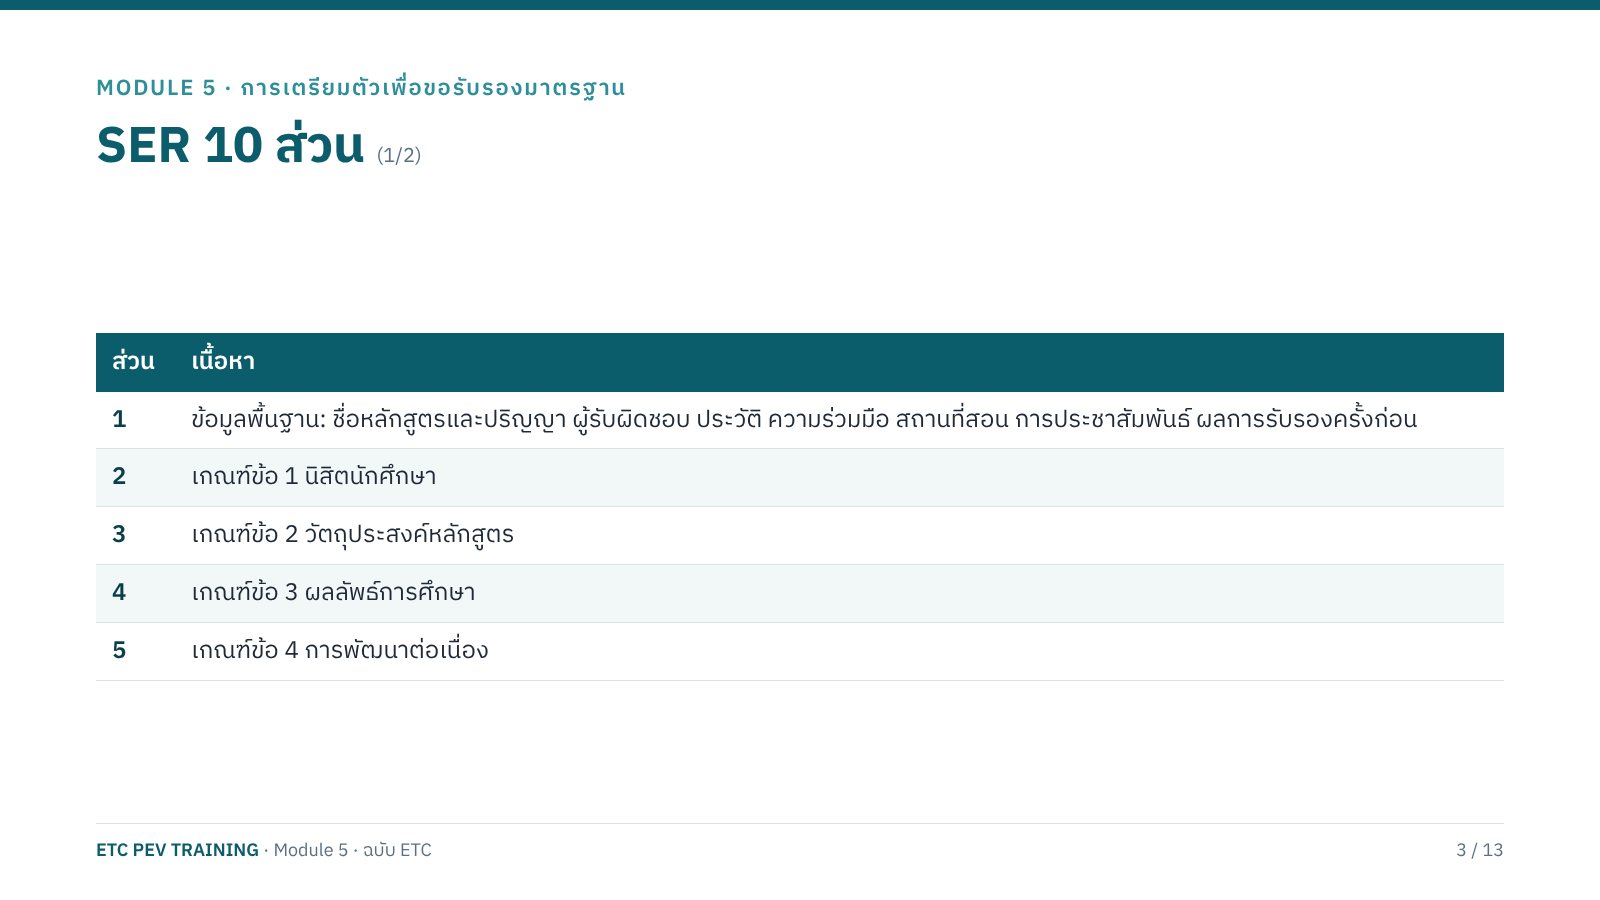 MODULE 5 · การเตรียมตัวเพื่อขอรับรองมาตรฐาน
SER 10 ส่วน (1/2)
ส่วน เนื้อหา
1 ข้อมูลพื้นฐาน: ชื่อหลักสูตรและปริญญา ผู้รับผิดชอบ ประวัติ ความร่วมมือ สถานที่สอน การประชาสัมพันธ์ ผลการรับรองครั้งก่อน
2 เกณฑ์ข้อ 1 นิสิตนักศึกษา
3 เกณฑ์ข้อ 2 วัตถุประสงค์หลักสูตร
4 เกณฑ์ข้อ 3 ผลลัพธ์การศึกษา
5 เกณฑ์ข้อ 4 การพัฒนาต่อเนื่อง
ETC PEV TRAINING · Module 5 · ฉบับ ETC
3 / 13